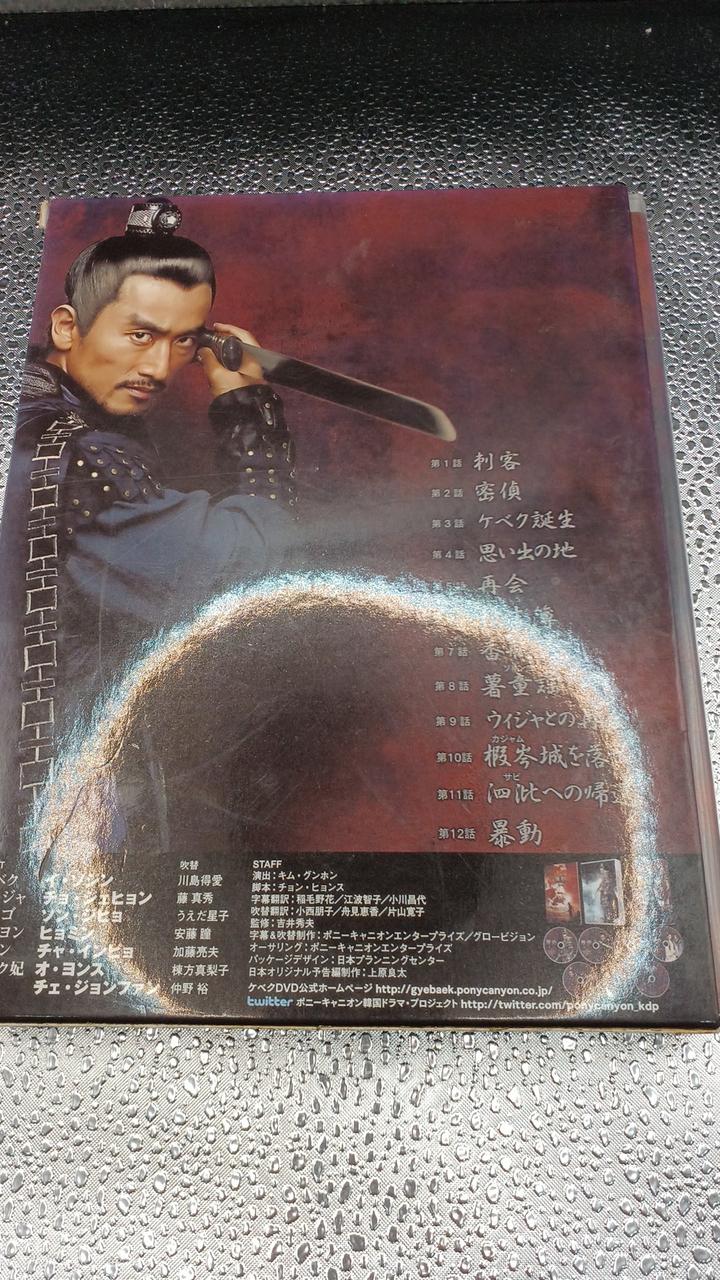 第1話 刺客
第2話 密偵
第3話 ケベク誕生
第4話 思い出の地
再会
第7話
第8話 薯童
第9話 ウィジャとの
カジャム
第10話 椵岑城を落
サビ
第11話 泗沘への帰
第12話 暴動
吹替
イ・ソジン 川島得愛
チョ・ジェヒョン 藤 真秀
ソン・ジヒョ うえだ星子
ヒョミン 安藤 瞳
チャ・インピョ 加藤亮夫
オ・ヨンス 棟方真梨子
チェ・ジョンファン 仲野 裕
STAFF
演出：キム・グンホン
脚本：チョン・ヒョンス
字幕翻訳：稲毛野花／江波智子／小川昌代
吹替翻訳：小西朋子／舟見恵香／片山寛子
監修：吉井秀夫
字幕&吹替制作：ポニーキャニオンエンタープライズ／グロービジョン
オーサリング：ポニーキャニオンエンタープライズ
パッケージデザイン：日本プランニングセンター
日本オリジナル予告編制作：上原良太
ケベクDVD公式ホームページ http://gyebaek.ponycanyon.co.jp/
twitter ポニーキャニオン韓国ドラマ・プロジェクト http://twitter.com/ponycanyon_kdp